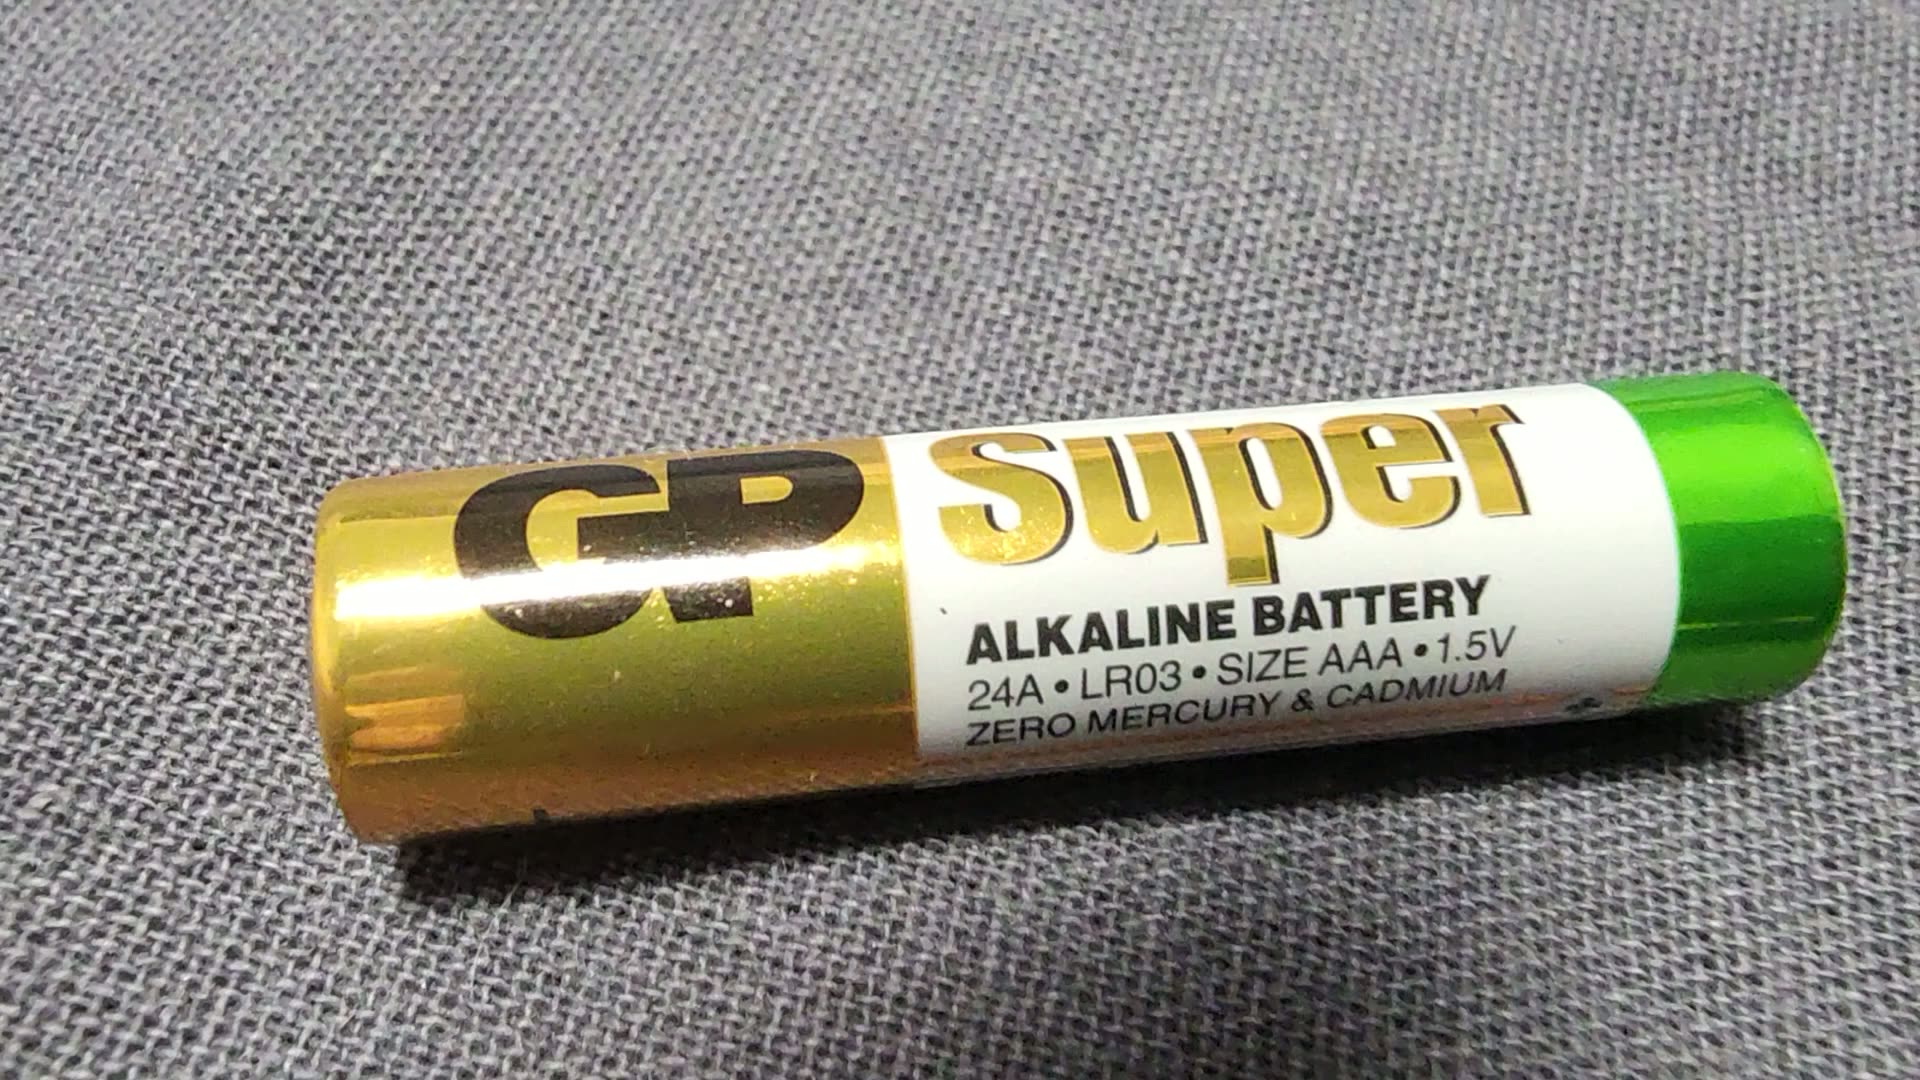 GP
super
ALKALINE BATTERY
24A • LR03 • SIZE AAA • 1.5V
ZERO MERCURY & CADMIUM